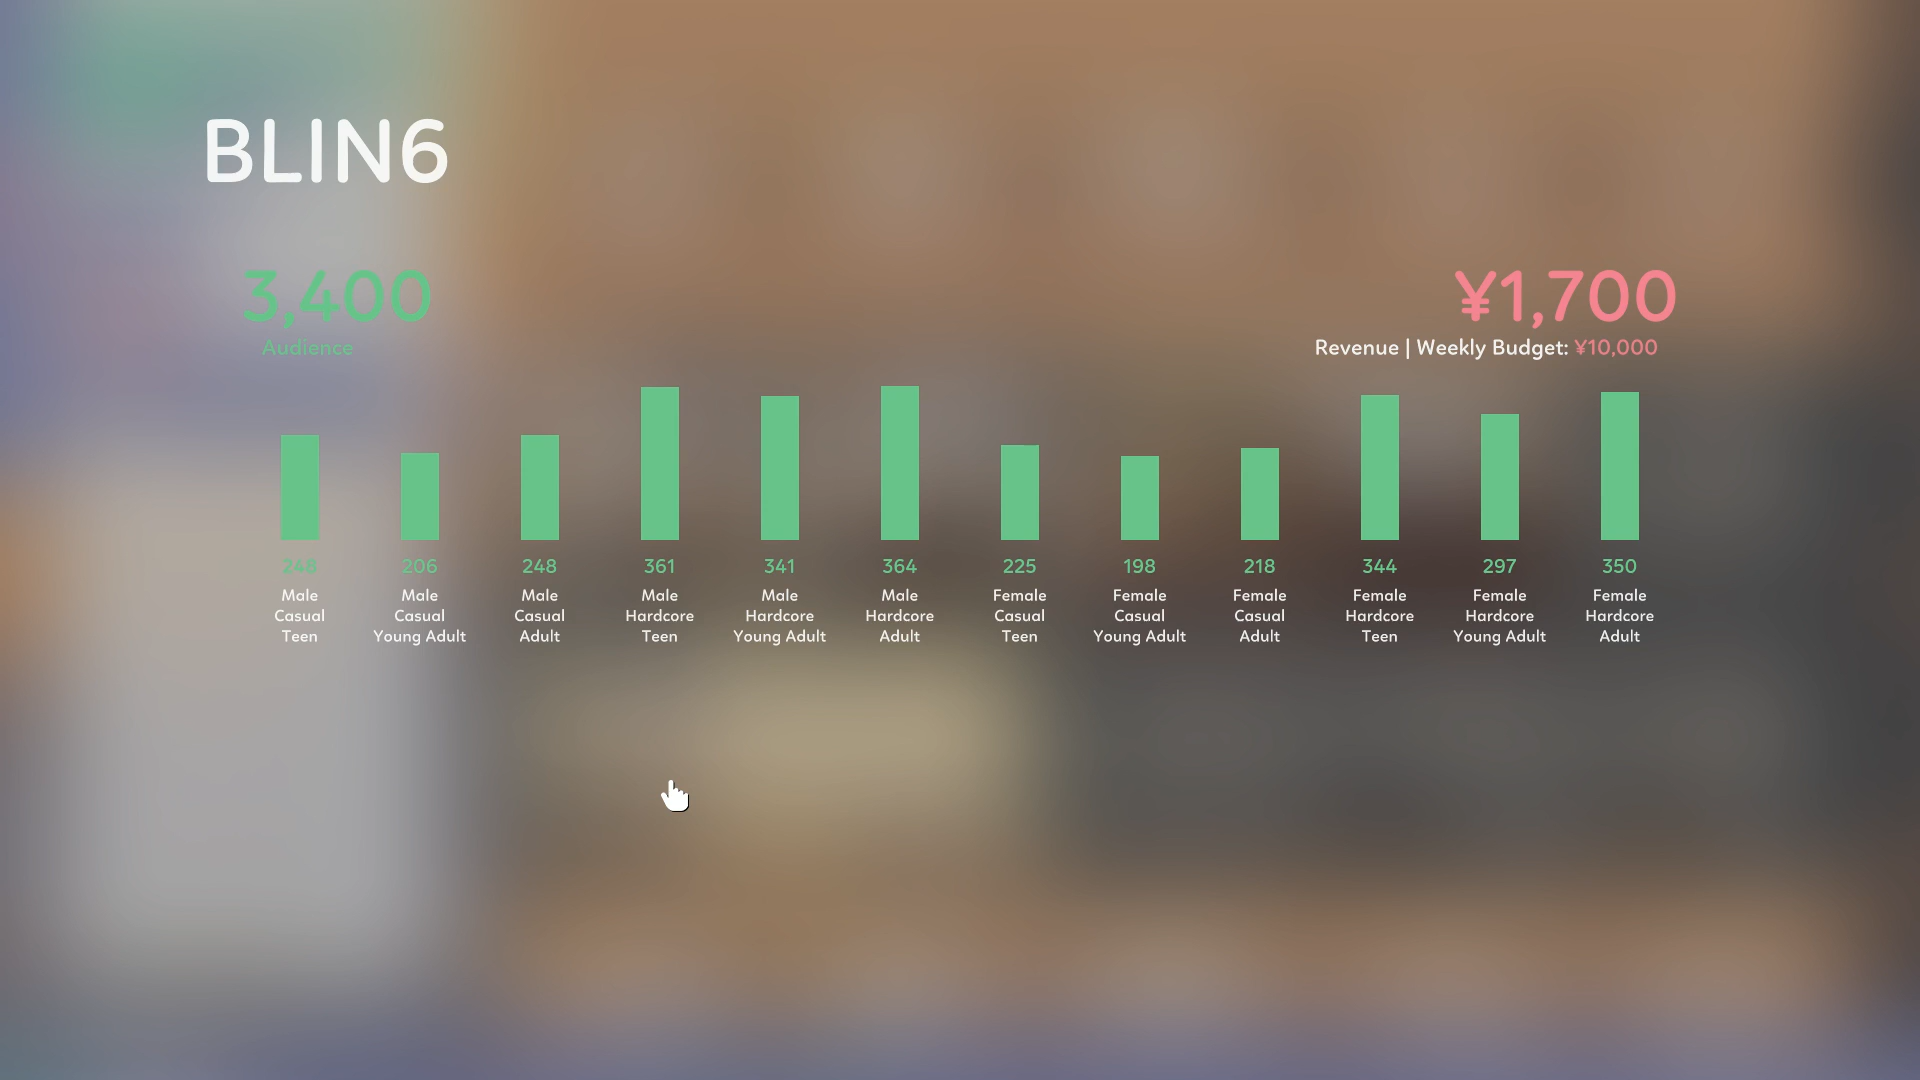 BLIN6
3,400
Audience
¥1,700
Revenue | Weekly Budget: ¥10,000
248
Male
Casual
Teen
206
Male
Casual
Young Adult
248
Male
Casual
Adult
361
Male
Hardcore
Teen
341
Male
Hardcore
Young Adult
364
Male
Hardcore
Adult
225
Female
Casual
Teen
198
Female
Casual
Young Adult
218
Female
Casual
Adult
344
Female
Hardcore
Teen
297
Female
Hardcore
Young Adult
350
Female
Hardcore
Adult